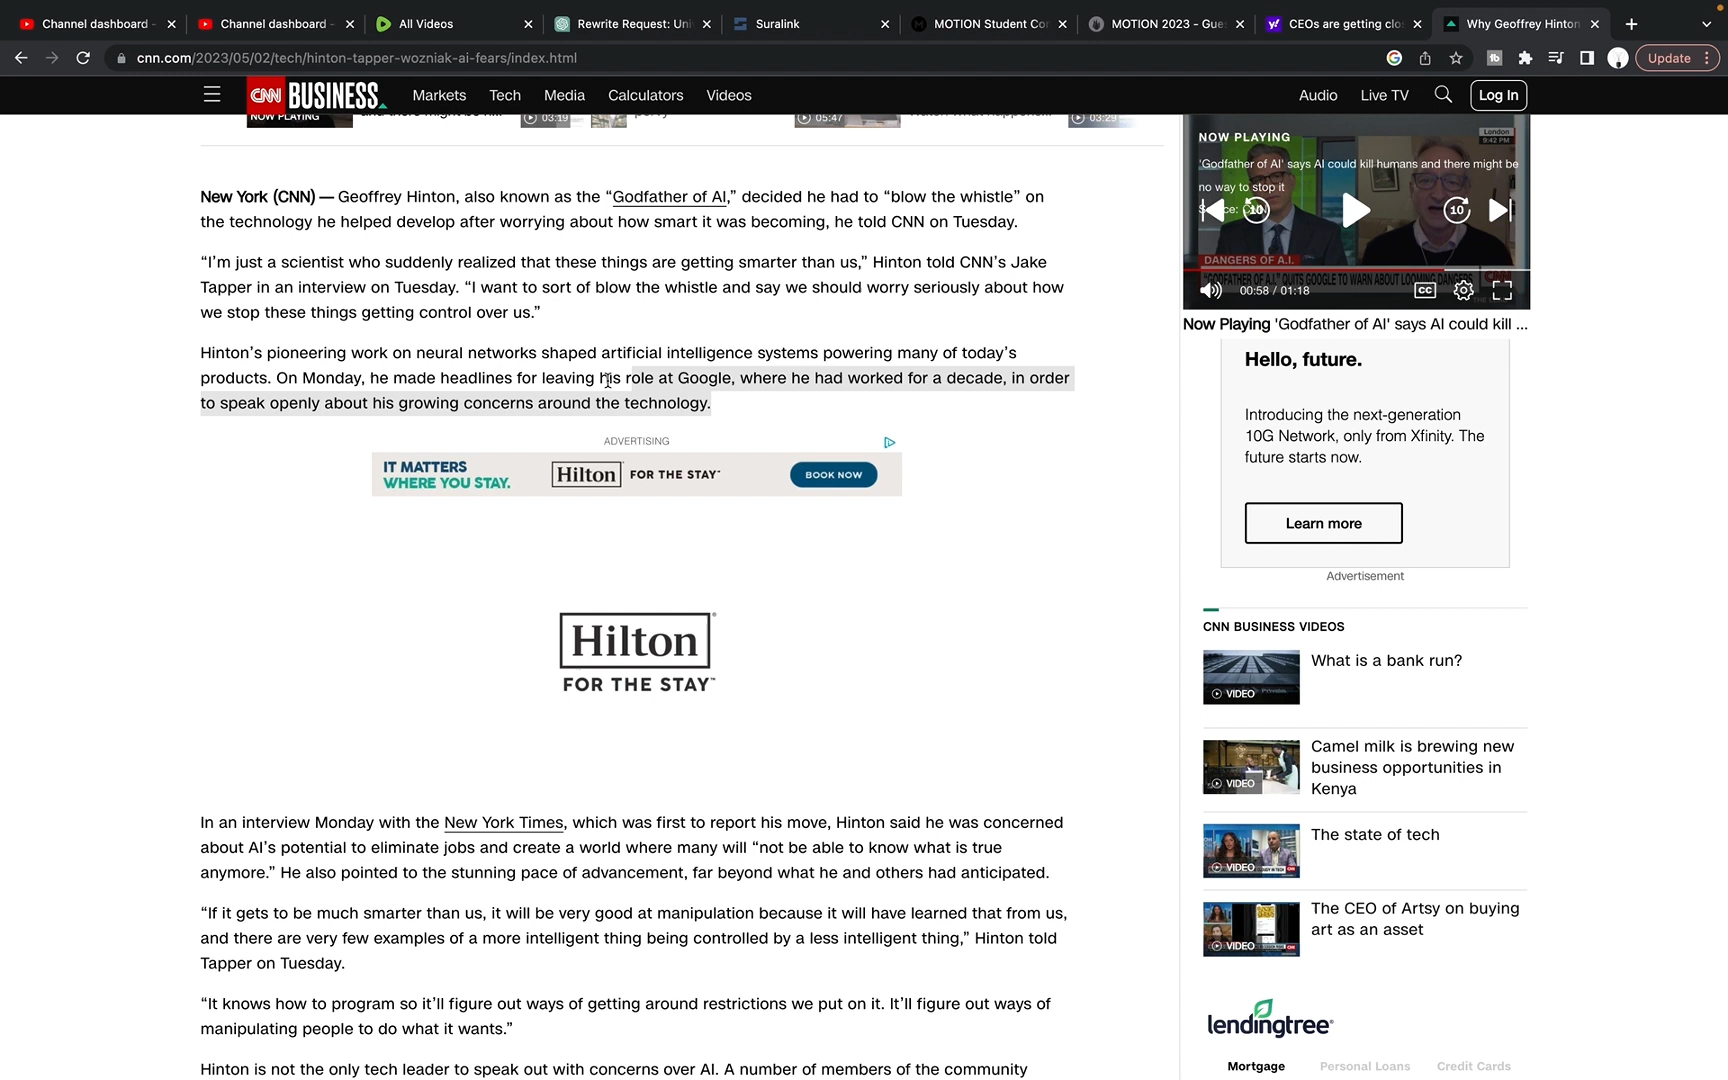 Channel dashboard -
Channel dashboard -
All Videos
Rewrite Request: Uni
Suralink
MOTION Student Co
MOTION 2023 - Gue
CEOs are getting clo
Why Geoffrey Hinton
cnn.com/2023/05/02/tech/hinton-tapper-wozniak-ai-fears/index.html
Update
CNN BUSINESS
Markets
Tech
Media
Calculators
Videos
Audio
Live TV
Log In
NOW PLAYING
03:19
05:47
03:29
New York (CNN) — Geoffrey Hinton, also known as the “Godfather of AI,” decided he had to “blow the whistle” on
the technology he helped develop after worrying about how smart it was becoming, he told CNN on Tuesday.
“I’m just a scientist who suddenly realized that these things are getting smarter than us,” Hinton told CNN’s Jake
Tapper in an interview on Tuesday. “I want to sort of blow the whistle and say we should worry seriously about how
we stop these things getting control over us.”
Hinton’s pioneering work on neural networks shaped artificial intelligence systems powering many of today’s
products. On Monday, he made headlines for leaving his role at Google, where he had worked for a decade, in order
to speak openly about his growing concerns around the technology.
ADVERTISING
IT MATTERS
WHERE YOU STAY.
Hilton
FOR THE STAY™
BOOK NOW
Hilton
FOR THE STAY™
In an interview Monday with the New York Times, which was first to report his move, Hinton said he was concerned
about AI’s potential to eliminate jobs and create a world where many will “not be able to know what is true
anymore.” He also pointed to the stunning pace of advancement, far beyond what he and others had anticipated.
“If it gets to be much smarter than us, it will be very good at manipulation because it will have learned that from us,
and there are very few examples of a more intelligent thing being controlled by a less intelligent thing,” Hinton told
Tapper on Tuesday.
“It knows how to program so it’ll figure out ways of getting around restrictions we put on it. It’ll figure out ways of
manipulating people to do what it wants.”
Hinton is not the only tech leader to speak out with concerns over AI. A number of members of the community
NOW PLAYING
London
9:42 PM
'Godfather of AI' says AI could kill humans and there might be
no way to stop it
10
10
DANGERS OF A.I.
"GODFATHER OF A.I." QUITS GOOGLE TO WARN ABOUT LOOMING DANGERS
00:58 / 01:18
CC
Now Playing 'Godfather of AI' says AI could kill ...
Hello, future.
Introducing the next-generation
10G Network, only from Xfinity. The
future starts now.
Learn more
Advertisement
CNN BUSINESS VIDEOS
What is a bank run?
VIDEO
Camel milk is brewing new
business opportunities in
Kenya
VIDEO
The state of tech
VIDEO
The CEO of Artsy on buying
art as an asset
VIDEO
lendingtree®
Mortgage
Personal Loans
Credit Cards